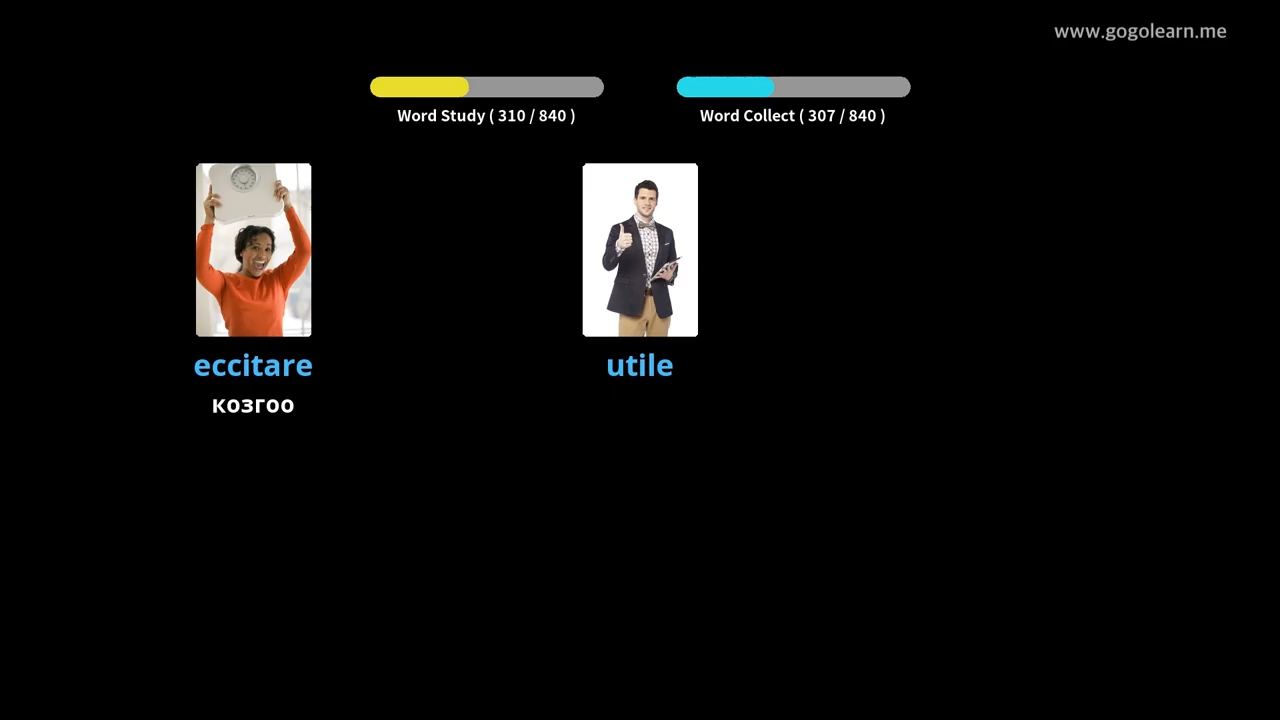 www.gogolearn.me
Word Study ( 310 / 840 )
Word Collect ( 307 / 840 )
eccitare
козгоо
utile